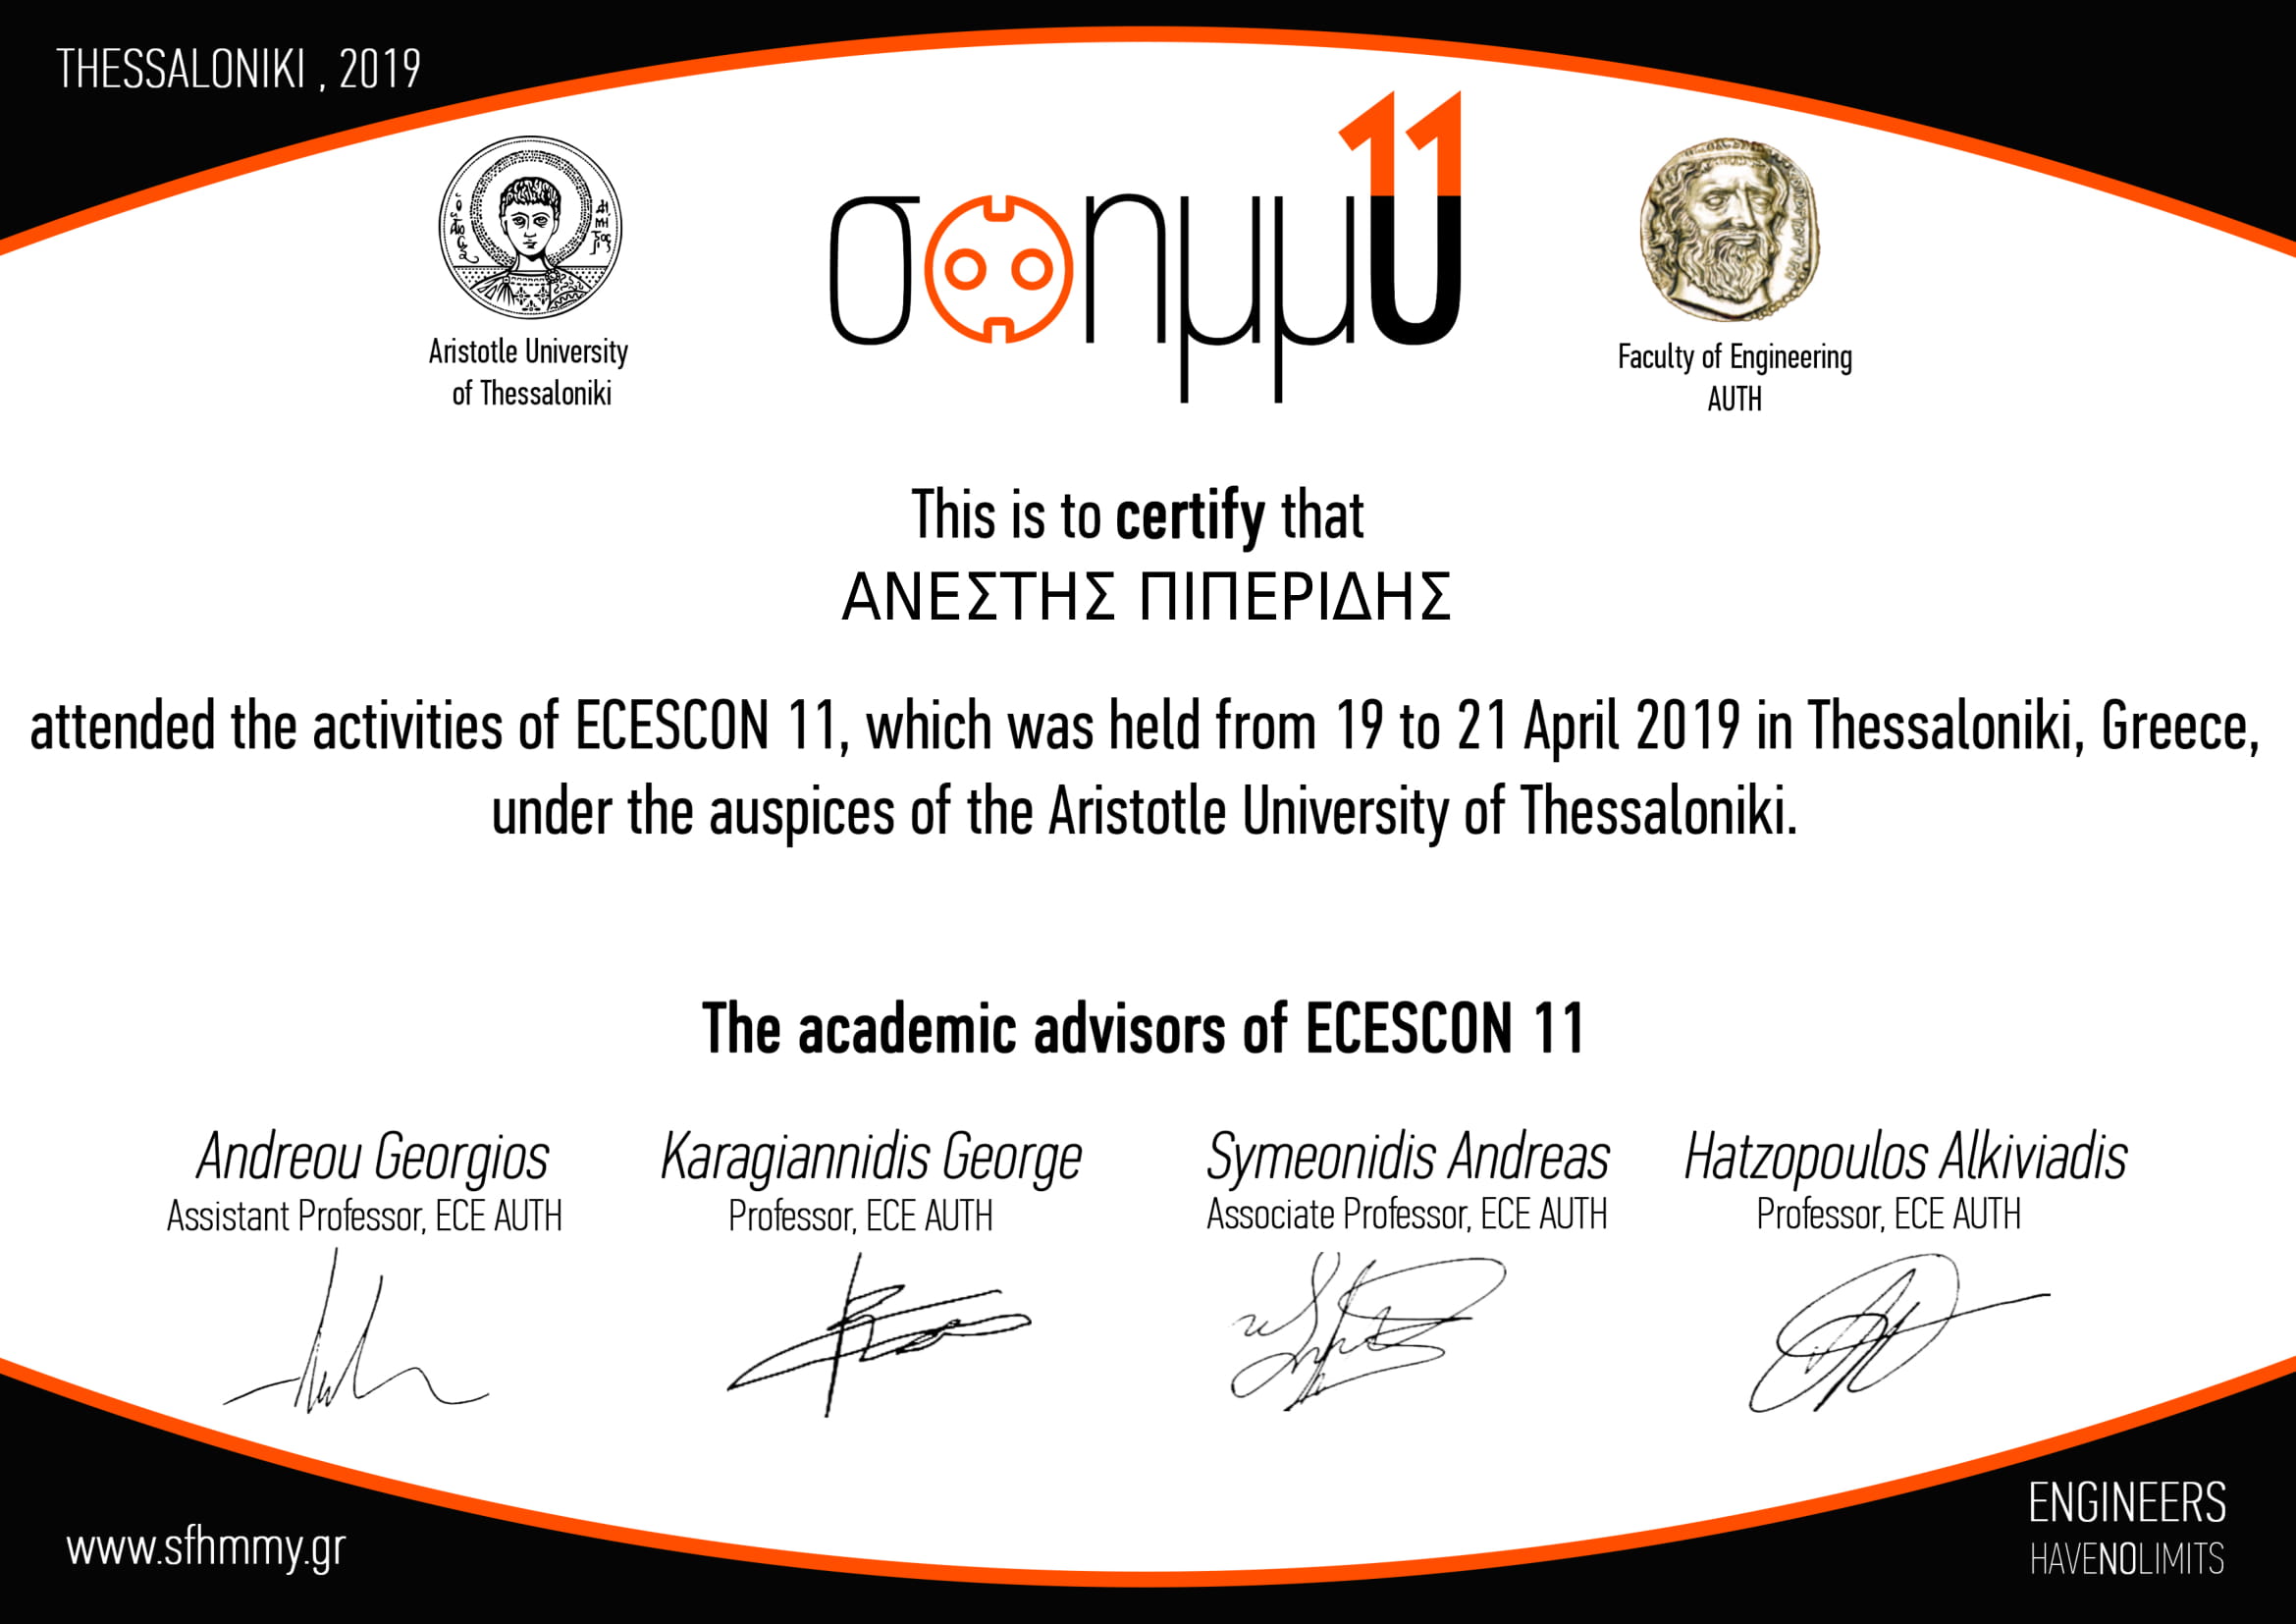 THESSALONIKI , 2019
σφημμυ 11
Aristotle University
of Thessaloniki
Faculty of Engineering
AUTH
This is to certify that
ΑΝΕΣΤΗΣ ΠΙΠΕΡΙΔΗΣ
attended the activities of ECESCON 11, which was held from 19 to 21 April 2019 in Thessaloniki, Greece,
under the auspices of the Aristotle University of Thessaloniki.
The academic advisors of ECESCON 11
Andreou Georgios
Assistant Professor, ECE AUTH
Karagiannidis George
Professor, ECE AUTH
Symeonidis Andreas
Associate Professor, ECE AUTH
Hatzopoulos Alkiviadis
Professor, ECE AUTH
www.sfhmmy.gr
ENGINEERS
HAVENOLIMITS